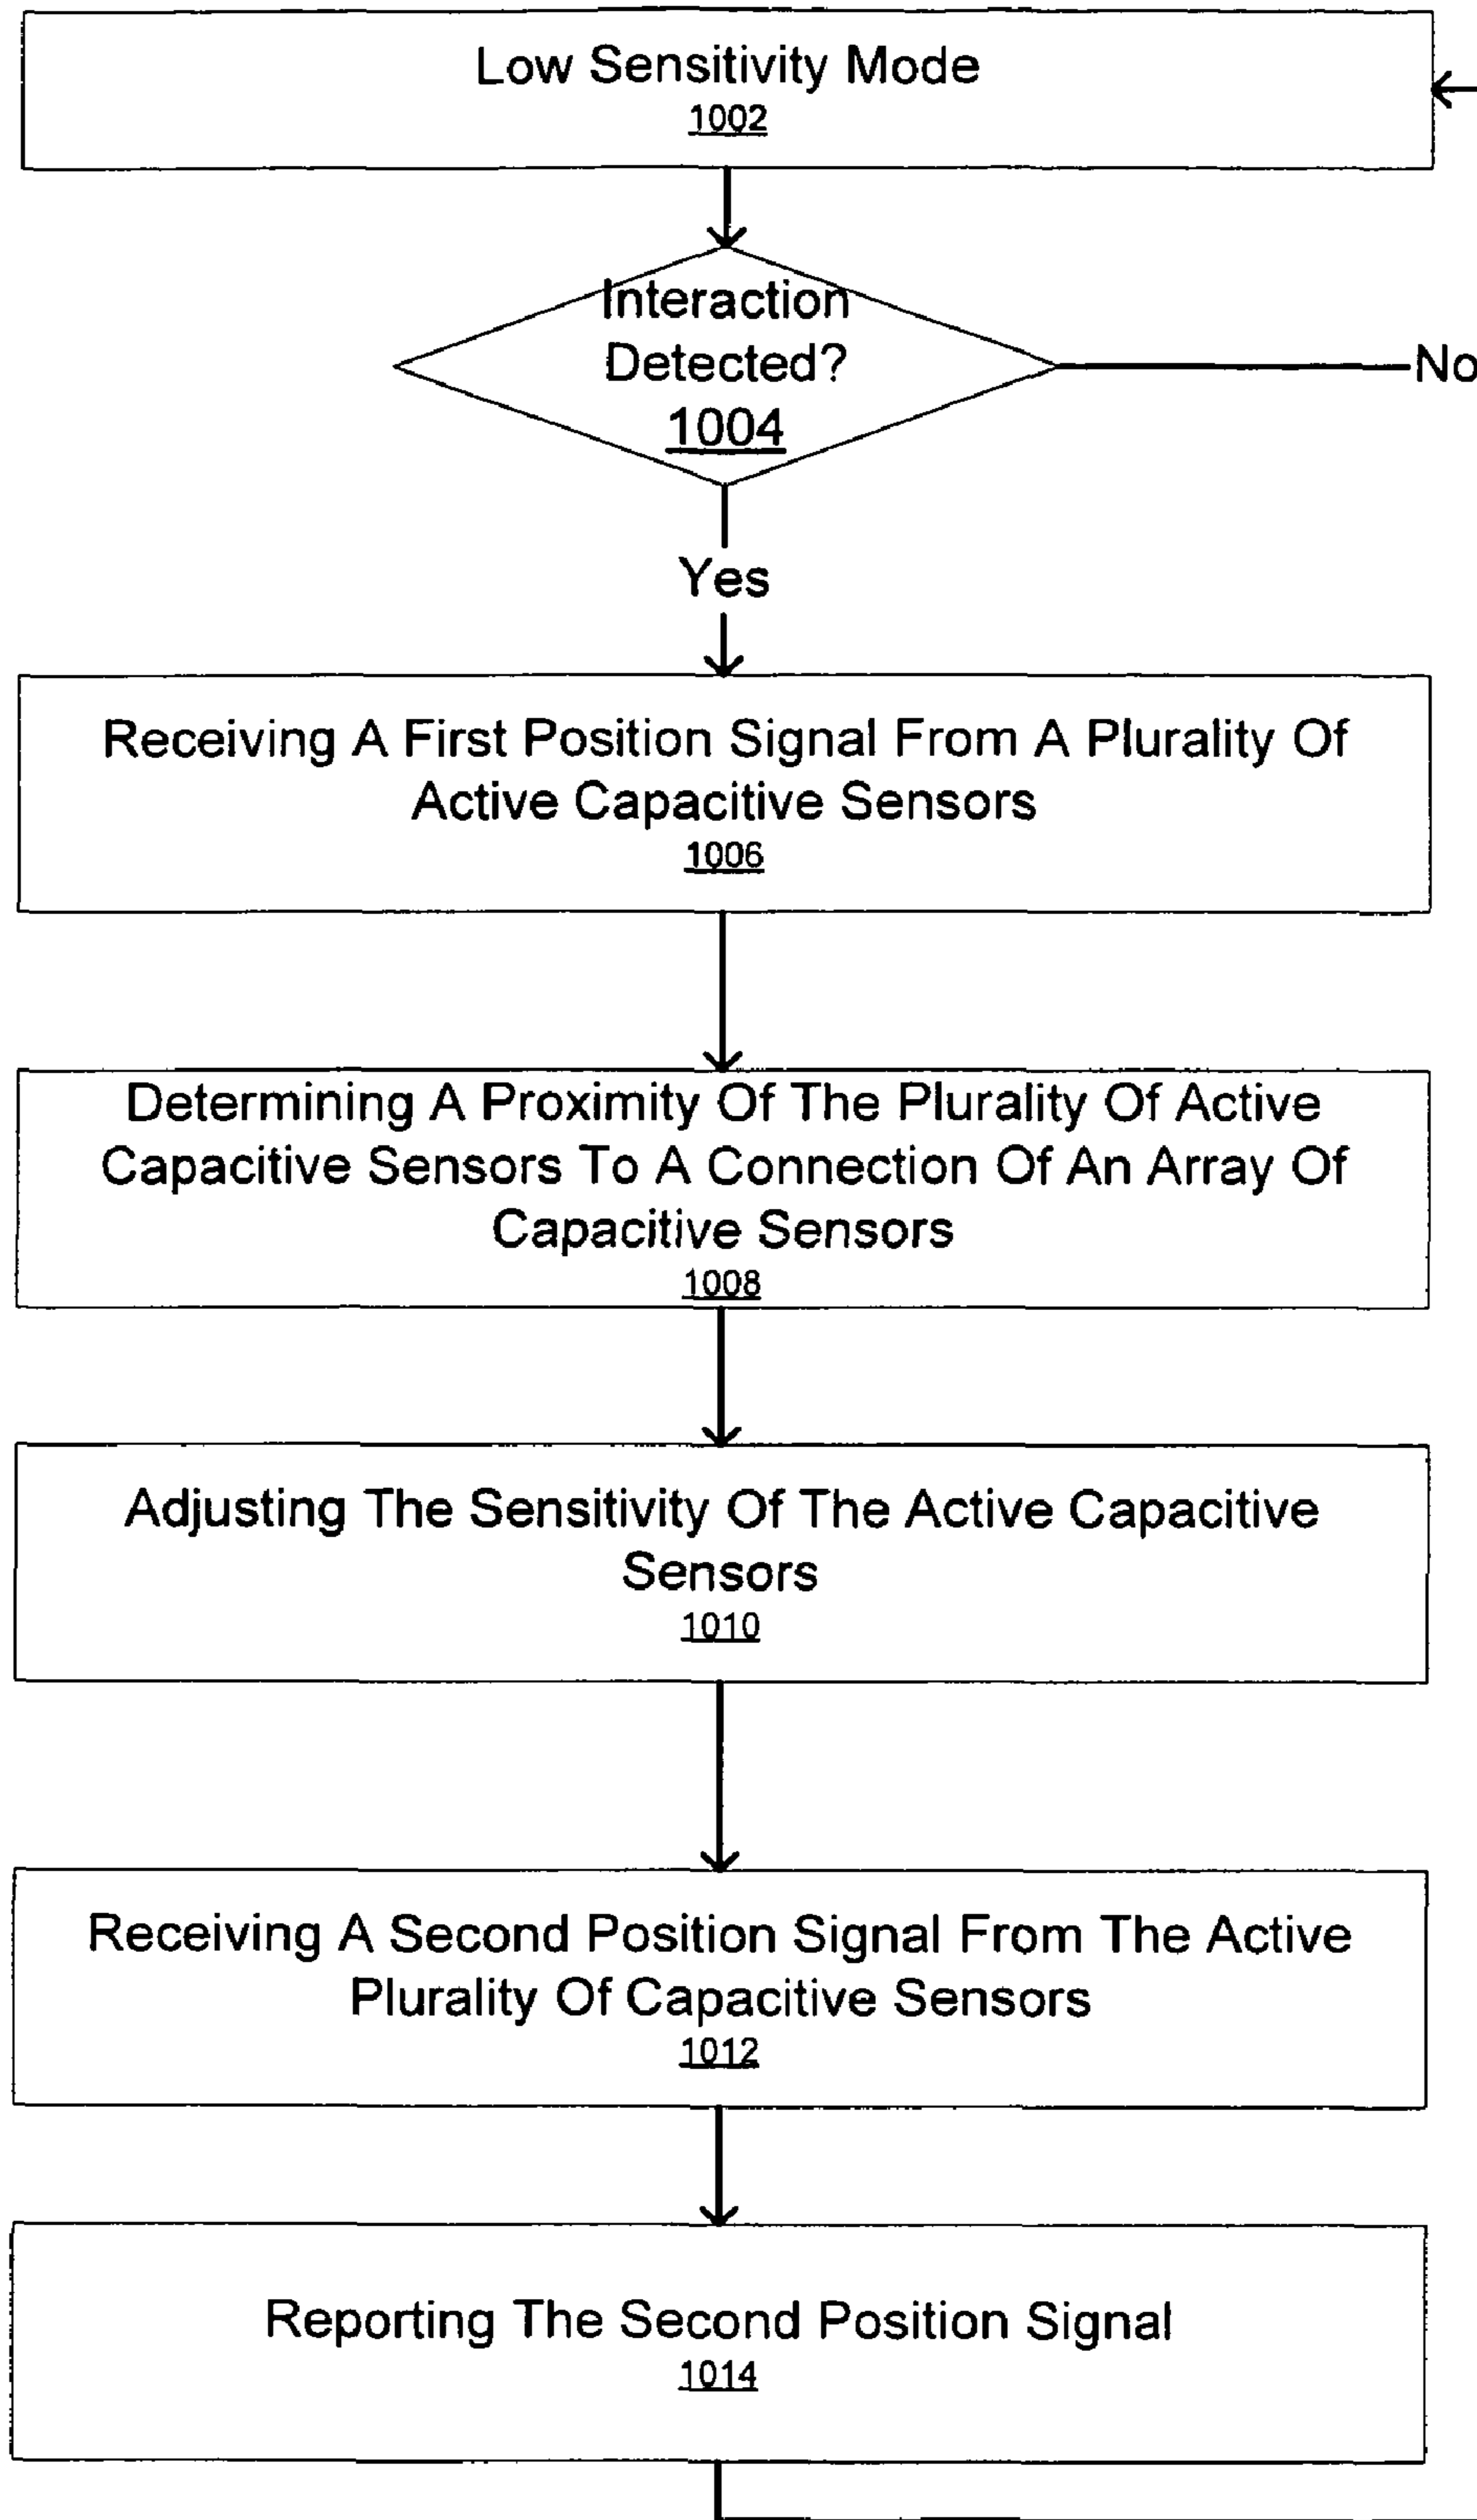 Low Sensitivity Mode
1002
Interaction
Detected?
1004
No
Yes
Receiving A First Position Signal From A Plurality Of
Active Capacitive Sensors
1006
Determining A Proximity Of The Plurality Of Active
Capacitive Sensors To A Connection Of An Array Of
Capacitive Sensors
1008
Adjusting The Sensitivity Of The Active Capacitive
Sensors
1010
Receiving A Second Position Signal From The Active
Plurality Of Capacitive Sensors
1012
Reporting The Second Position Signal
1014